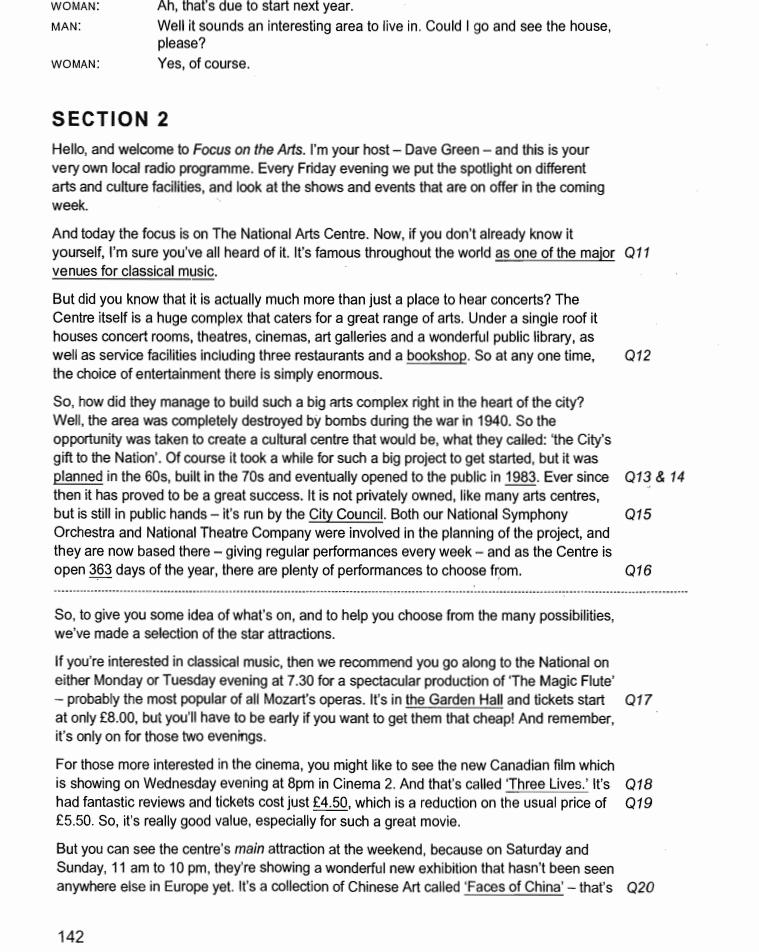 WOMAN: Ah, that's due to start next year.
MAN: Well it sounds an interesting area to live in. Could I go and see the house,
please?
WOMAN: Yes, of course.
SECTION 2
Hello, and welcome to Focus on the Arts. I'm your host – Dave Green – and this is your
very own local radio programme. Every Friday evening we put the spotlight on different
arts and culture facilities, and look at the shows and events that are on offer in the coming
week.
And today the focus is on The National Arts Centre. Now, if you don't already know it
yourself, I'm sure you've all heard of it. It's famous throughout the world as one of the major Q11
venues for classical music.
But did you know that it is actually much more than just a place to hear concerts? The
Centre itself is a huge complex that caters for a great range of arts. Under a single roof it
houses concert rooms, theatres, cinemas, art galleries and a wonderful public library, as
well as service facilities including three restaurants and a bookshop. So at any one time, Q12
the choice of entertainment there is simply enormous.
So, how did they manage to build such a big arts complex right in the heart of the city?
Well, the area was completely destroyed by bombs during the war in 1940. So the
opportunity was taken to create a cultural centre that would be, what they called: 'the City's
gift to the Nation'. Of course it took a while for such a big project to get started, but it was
planned in the 60s, built in the 70s and eventually opened to the public in 1983. Ever since Q13 & 14
then it has proved to be a great success. It is not privately owned, like many arts centres,
but is still in public hands – it's run by the City Council. Both our National Symphony Q15
Orchestra and National Theatre Company were involved in the planning of the project, and
they are now based there – giving regular performances every week – and as the Centre is
open 363 days of the year, there are plenty of performances to choose from. Q16
So, to give you some idea of what's on, and to help you choose from the many possibilities,
we've made a selection of the star attractions.
If you're interested in classical music, then we recommend you go along to the National on
either Monday or Tuesday evening at 7.30 for a spectacular production of 'The Magic Flute'
– probably the most popular of all Mozart's operas. It's in the Garden Hall and tickets start Q17
at only £8.00, but you'll have to be early if you want to get them that cheap! And remember,
it's only on for those two evenings.
For those more interested in the cinema, you might like to see the new Canadian film which
is showing on Wednesday evening at 8pm in Cinema 2. And that's called 'Three Lives.' It's Q18
had fantastic reviews and tickets cost just £4.50, which is a reduction on the usual price of Q19
£5.50. So, it's really good value, especially for such a great movie.
But you can see the centre's main attraction at the weekend, because on Saturday and
Sunday, 11 am to 10 pm, they're showing a wonderful new exhibition that hasn't been seen
anywhere else in Europe yet. It's a collection of Chinese Art called 'Faces of China' – that's Q20
142